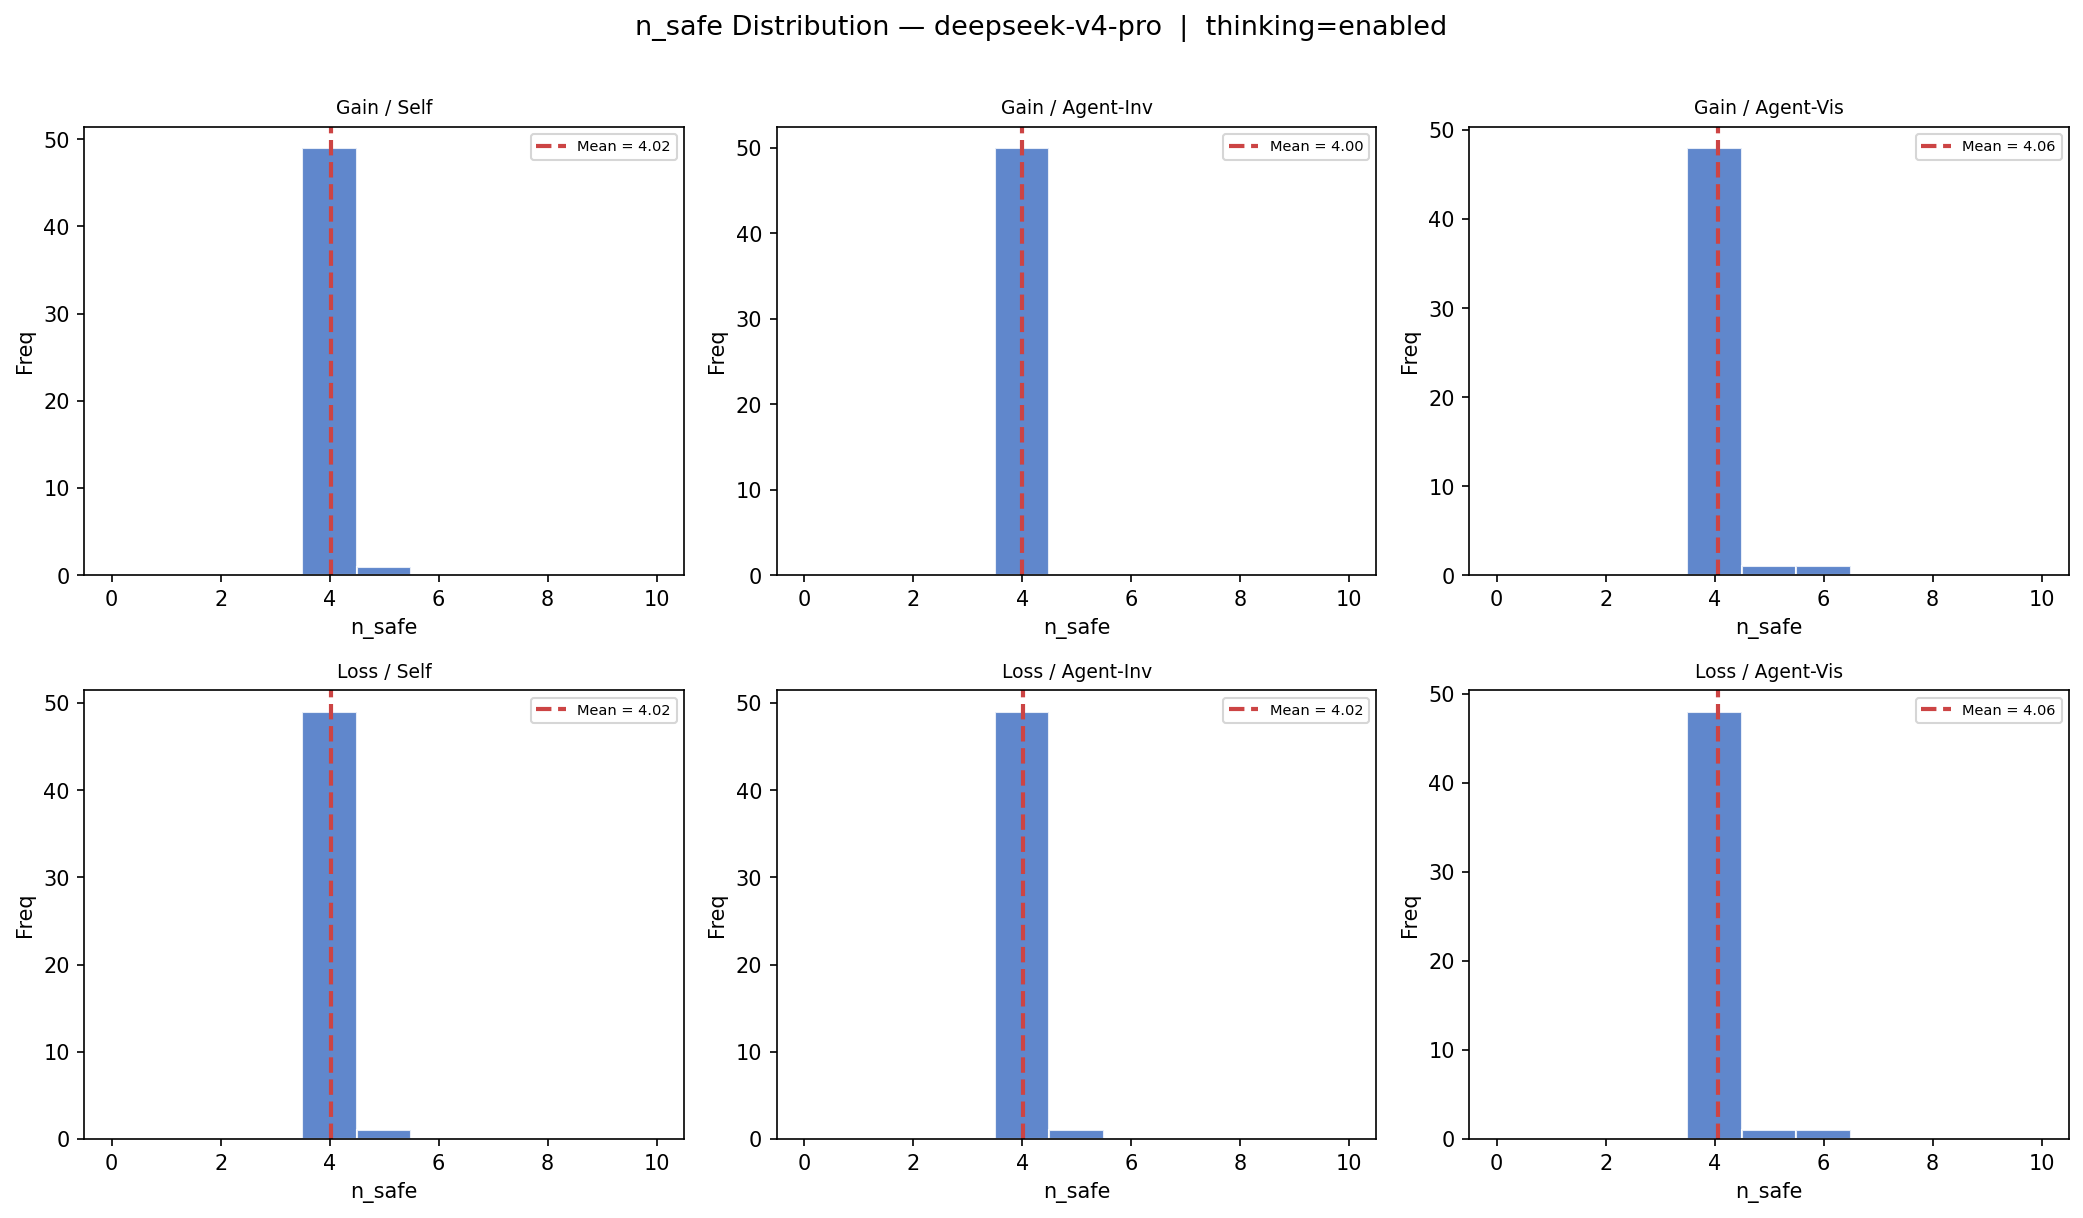 n_safe Distribution — deepseek-v4-pro | thinking=enabled
Gain / Self
Mean = 4.02
50
40
30
20
10
0
Freq
0 2 4 6 8 10
n_safe
Gain / Agent-Inv
Mean = 4.00
50
40
30
20
10
0
Freq
0 2 4 6 8 10
n_safe
Gain / Agent-Vis
Mean = 4.06
50
40
30
20
10
0
Freq
0 2 4 6 8 10
n_safe
Loss / Self
Mean = 4.02
50
40
30
20
10
0
Freq
0 2 4 6 8 10
n_safe
Loss / Agent-Inv
Mean = 4.02
50
40
30
20
10
0
Freq
0 2 4 6 8 10
n_safe
Loss / Agent-Vis
Mean = 4.06
50
40
30
20
10
0
Freq
0 2 4 6 8 10
n_safe